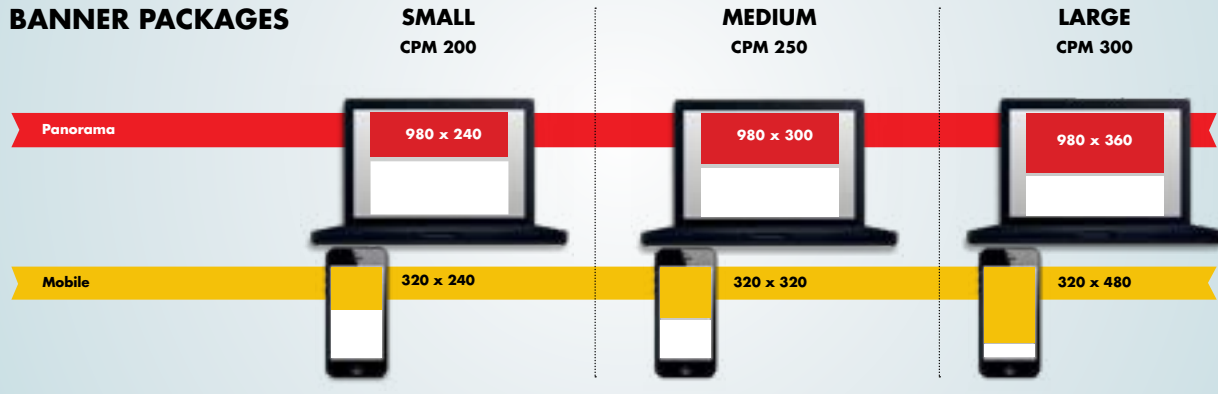 BANNER PACKAGES
SMALL
CPM 200
MEDIUM
CPM 250
LARGE
CPM 300
Panorama
980 x 240
980 x 300
980 x 360
Mobile
320 x 240
320 x 320
320 x 480